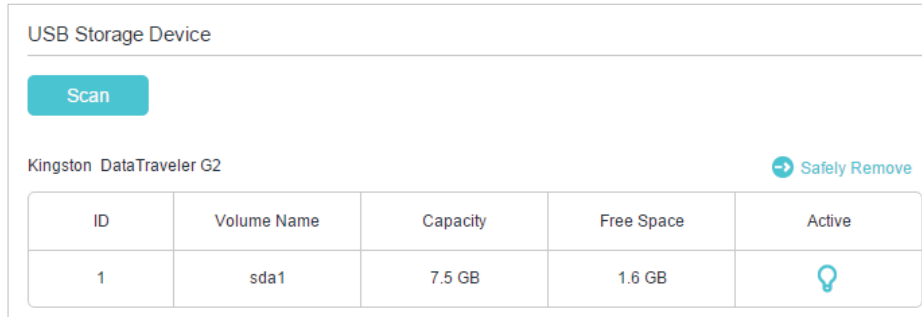 USB Storage Device
Scan
Kingston DataTraveler G2
Safely Remove
ID Volume Name Capacity Free Space Active
1 sda1 7.5 GB 1.6 GB